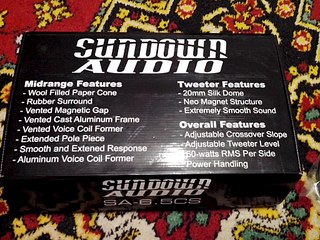 SUNDOWN
AUDIO
Midrange Features
- Wool Filled Paper Cone
- Rubber Surround
- Vented Magnetic Gap
- Vented Cast Aluminum Frame
- Vented Voice Coil Former
- Extended Pole Piece
- Smooth and Extened Response
- Aluminum Voice Coil Former
Tweeter Features
- 20mm Silk Dome
- Neo Magnet Structure
- Extremely Smooth Sound
Overall Features
- Adjustable Crossover Slope
- Adjustable Tweeter Level
- 60-watts RMS Per Side
Power Handling
SUNDOWN
AUDIO
SA-6.5CS